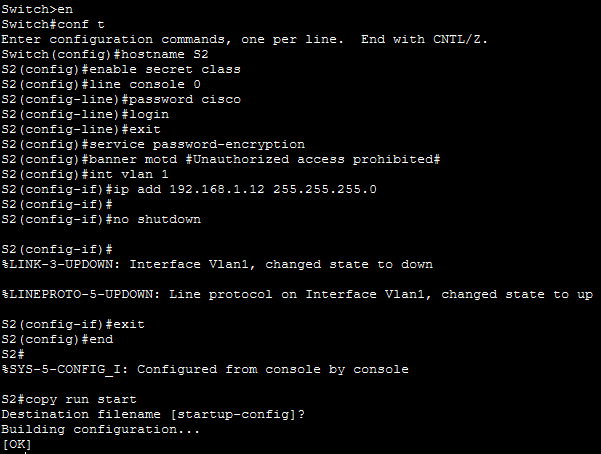 Switch>en
Switch#conf t
Enter configuration commands, one per line.  End with CNTL/Z.
Switch(config)#hostname S2
S2(config)#enable secret class
S2(config)#line console 0
S2(config-line)#password cisco
S2(config-line)#login
S2(config-line)#exit
S2(config)#service password-encryption
S2(config)#banner motd #Unauthorized access prohibited#
S2(config)#int vlan 1
S2(config-if)#ip add 192.168.1.12 255.255.255.0
S2(config-if)#
S2(config-if)#no shutdown
S2(config-if)#
%LINK-3-UPDOWN: Interface Vlan1, changed state to down
%LINEPROTO-5-UPDOWN: Line protocol on Interface Vlan1, changed state to up
S2(config-if)#exit
S2(config)#end
S2#
%SYS-5-CONFIG_I: Configured from console by console
S2#copy run start
Destination filename [startup-config]?
Building configuration...
[OK]